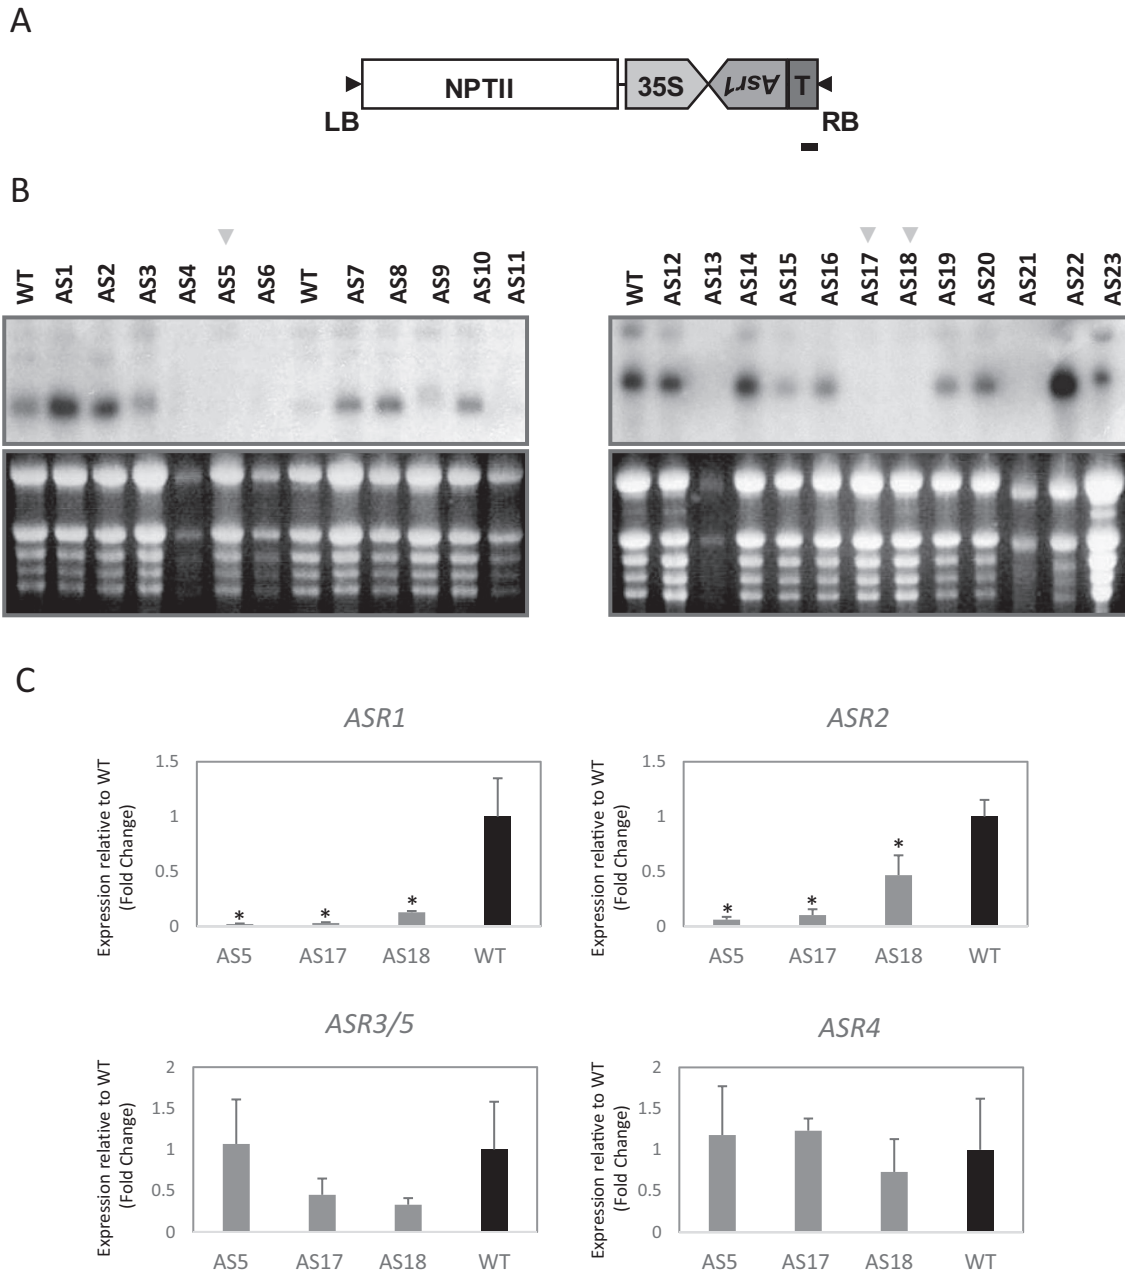 A
NPTII 35S Asr1 T
LB RB
B
WT AS1 AS2 AS3 AS4 AS5 AS6 WT AS7 AS8 AS9 AS10 AS11
WT AS12 AS13 AS14 AS15 AS16 AS17 AS18 AS19 AS20 AS21 AS22 AS23
C
ASR1
Expression relative to WT
(Fold Change)
1.5
1
0.5
0
* * *
AS5 AS17 AS18 WT
ASR2
Expression relative to WT
(Fold Change)
1.5
1
0.5
0
* * *
AS5 AS17 AS18 WT
ASR3/5
Expression relative to WT
(Fold Change)
2
1.5
1
0.5
0
AS5 AS17 AS18 WT
ASR4
Expression relative to WT
(Fold Change)
2
1.5
1
0.5
0
AS5 AS17 AS18 WT